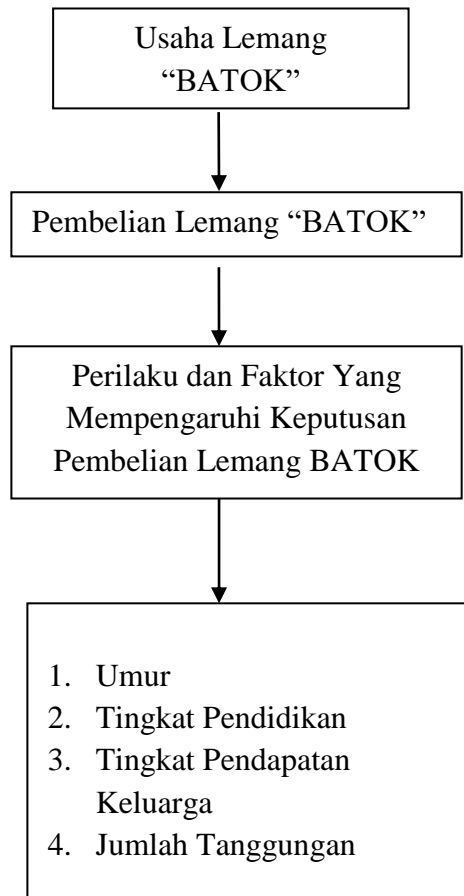 Usaha Lemang
“BATOK”
Pembelian Lemang “BATOK”
Perilaku dan Faktor Yang
Mempengaruhi Keputusan
Pembelian Lemang BATOK
1. Umur
2. Tingkat Pendidikan
3. Tingkat Pendapatan
Keluarga
4. Jumlah Tanggungan